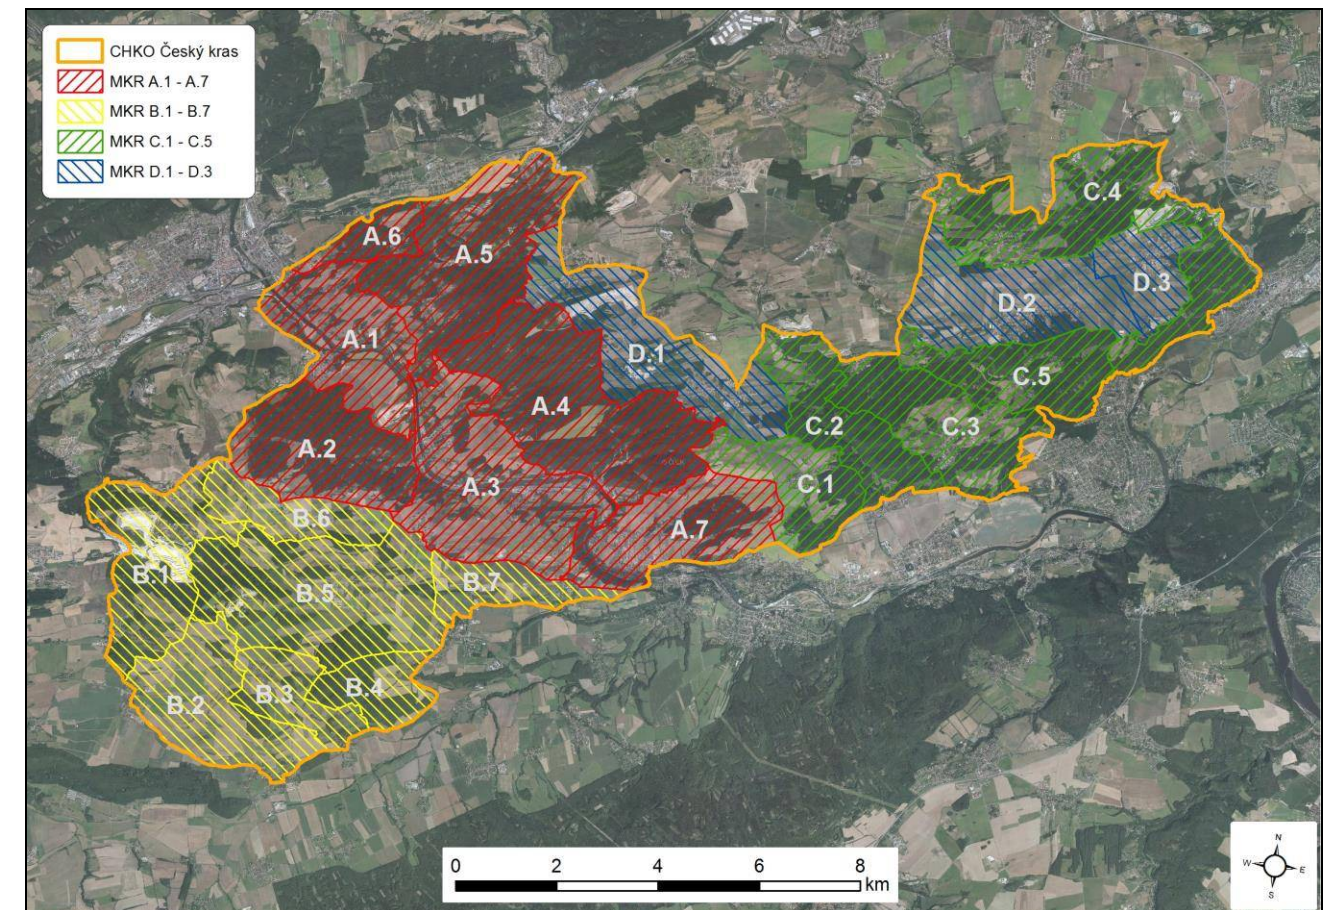 CHKO Český kras
MKR A.1 - A.7
MKR B.1 - B.7
MKR C.1 - C.5
MKR D.1 - D.3
C.4
A.6
A.5
D.3
D.2
A.1
D.1
C.5
A.4
C.2
C.3
A.2
A.3
C.1
B.6
A.7
B.1
B.7
B.5
B.3
B.4
B.2
0 2 4 6 8
km
N
W E
S